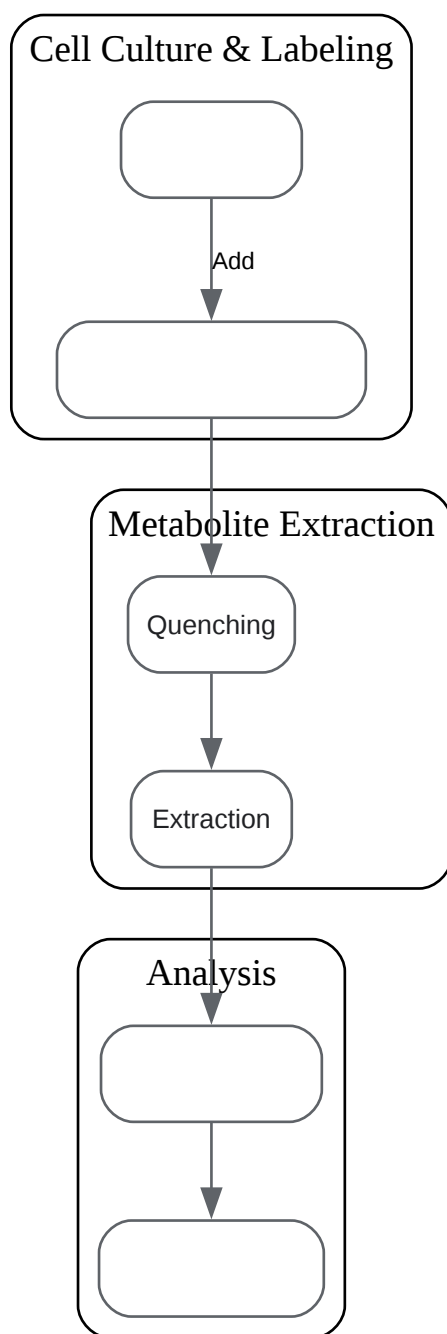 Cell Culture & Labeling
Add
Metabolite Extraction
Quenching
Extraction
Analysis